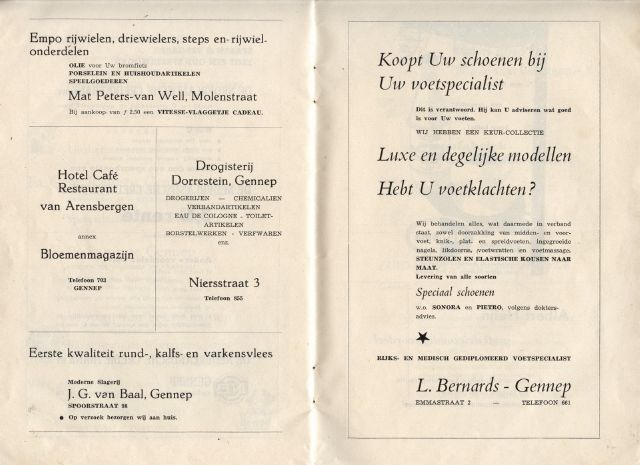 Empo rijwielen, driewielers, steps en- rijwiel-
onderdelen
OLIE voor Uw bromfiets
PORSELEIN EN HUISHOUDARTIKELEN
SPEELGOEDEREN
Mat Peters-van Well, Molenstraat
Bij aankoop van ƒ 2.50 een VITESSE-VLAGGETJE CADEAU.
Hotel Café
Restaurant
van Arensbergen
annex
Bloemenmagazijn
Telefoon 702
GENNEP
Drogisterij
Dorrestein, Gennep
DROGERIJEN — CHEMICALIEN
VERBANDARTIKELEN
EAU DE COLOGNE - TOILET-
ARTIKELEN
BORSTELWERKEN - VERFWAREN
enz.
Niersstraat 3
Telefoon 855
Eerste kwaliteit rund-, kalfs- en varkensvlees
Moderne Slagerij
J. G. van Baal, Gennep
SPOORSTRAAT 98
● Op verzoek bezorgen wij aan huis.
Koopt Uw schoenen bij
Uw voetspecialist
Dit is verantwoord. Hij kan U adviseren wat goed
is voor Uw voeten.
WIJ HEBBEN EEN KEUR-COLLECTIE
Luxe en degelijke modellen
Hebt U voetklachten?
Wij behandelen alles, wat daarmede in verband
staat, zowel doorzakking van midden- en voor-
voet, knik-, plat- en spreidvoeten. Ingegroeide
nagels, likdoorns, voetwratten en voetmassage.
STEUNZOLEN EN ELASTISCHE KOUSEN NAAR
MAAT.
Levering van alle soorten
Speciaal schoenen
w.o. SONORA en PIETRO, volgens dokters-
advies.
RIJKS- EN MEDISCH GEDIPLOMEERD VOETSPECIALIST
L. Bernards - Gennep
EMMASTRAAT 2 — TELEFOON 661